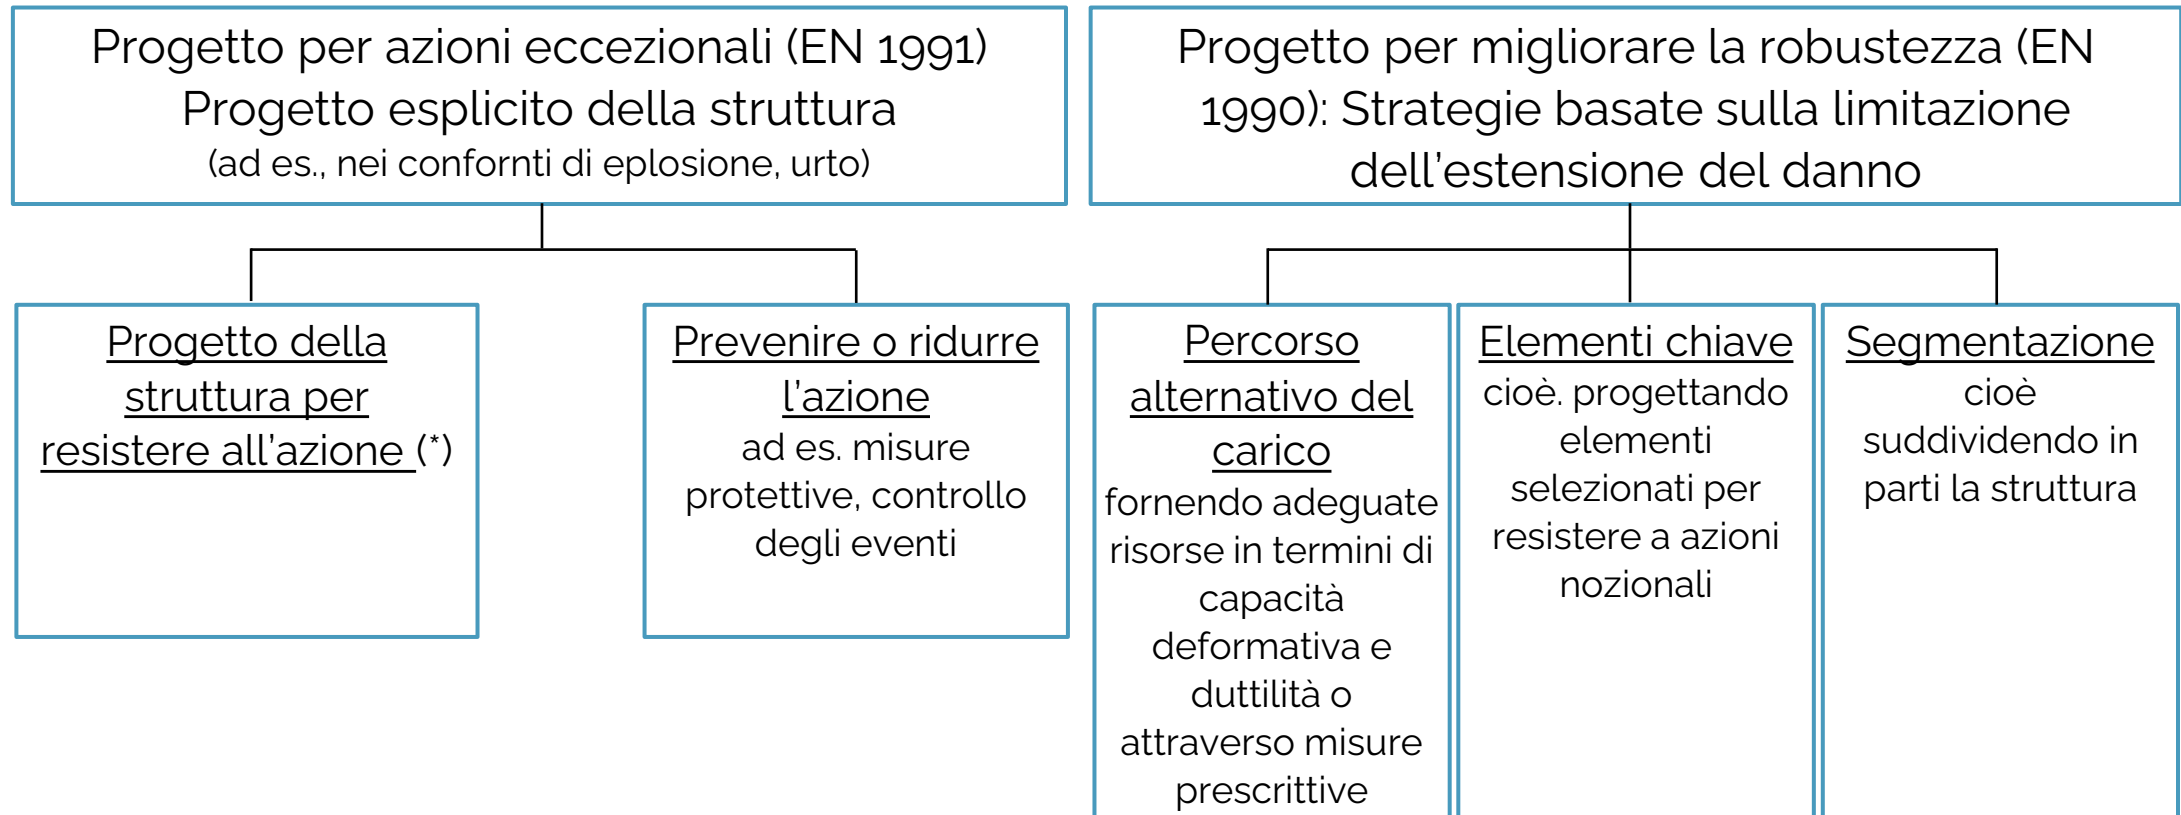 Progetto per azioni eccezionali (EN 1991)
Progetto esplicito della struttura
(ad es., nei confornti di eplosione, urto)
Progetto per migliorare la robustezza (EN
1990): Strategie basate sulla limitazione
dell'estensione del danno
Progetto della
struttura per
resistere all'azione (*)
Prevenire o ridurre
l'azione
ad es. misure
protettive, controllo
degli eventi
Percorso
alternativo del
carico
fornendo adeguate
risorse in termini di
capacità
deformativa e
duttilità o
attraverso misure
prescrittive
Elementi chiave
cioè. progettando
elementi
selezionati per
resistere a azioni
nozionali
Segmentazione
cioè
suddividendo in
parti la struttura